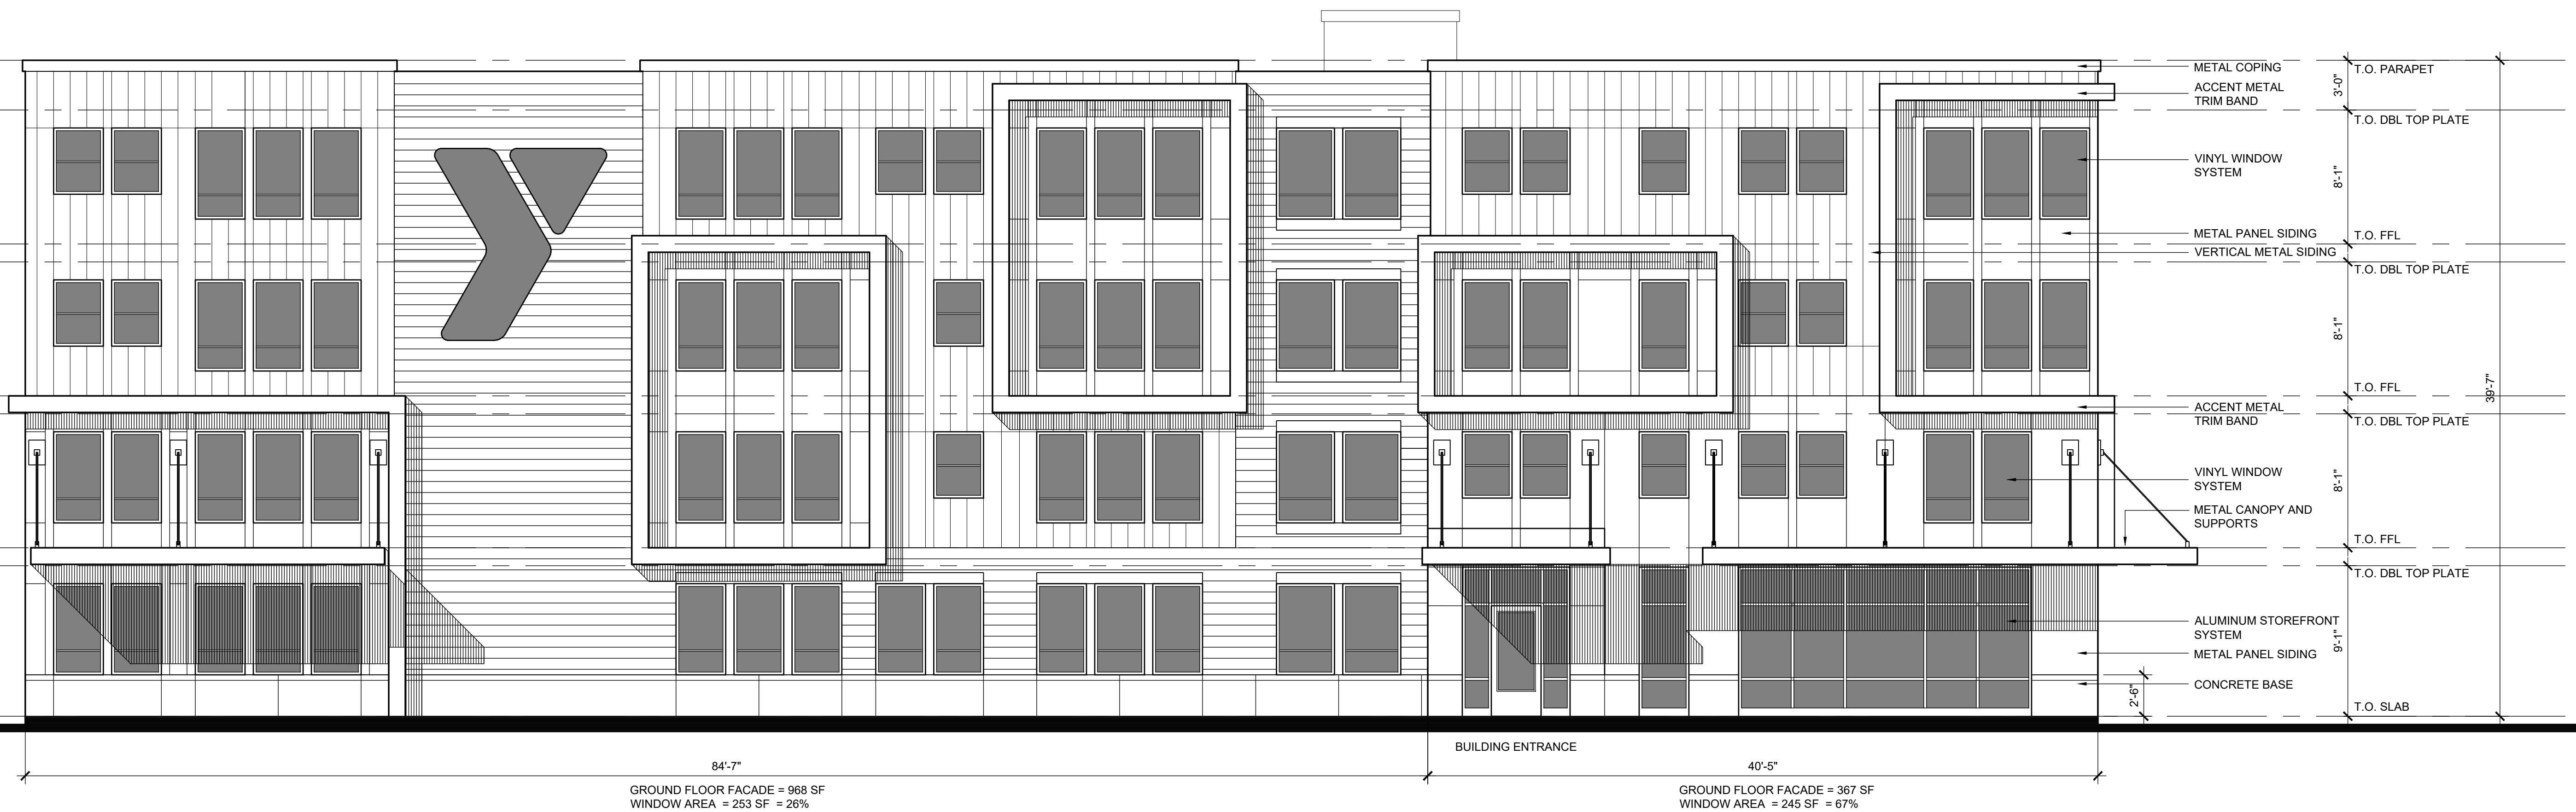 METAL COPING
ACCENT METAL
TRIM BAND
VINYL WINDOW
SYSTEM
METAL PANEL SIDING
VERTICAL METAL SIDING
ACCENT METAL
TRIM BAND
VINYL WINDOW
SYSTEM
METAL CANOPY AND
SUPPORTS
ALUMINUM STOREFRONT
SYSTEM
METAL PANEL SIDING
CONCRETE BASE
2'-6"
3'-0"
8'-1"
8'-1"
8'-1"
9'-1"
T.O. PARAPET
T.O. DBL TOP PLATE
T.O. FFL
T.O. DBL TOP PLATE
T.O. FFL
T.O. DBL TOP PLATE
T.O. FFL
T.O. DBL TOP PLATE
T.O. SLAB
39'-7"
BUILDING ENTRANCE
84'-7"
GROUND FLOOR FACADE = 968 SF
WINDOW AREA = 253 SF = 26%
40'-5"
GROUND FLOOR FACADE = 367 SF
WINDOW AREA = 245 SF = 67%